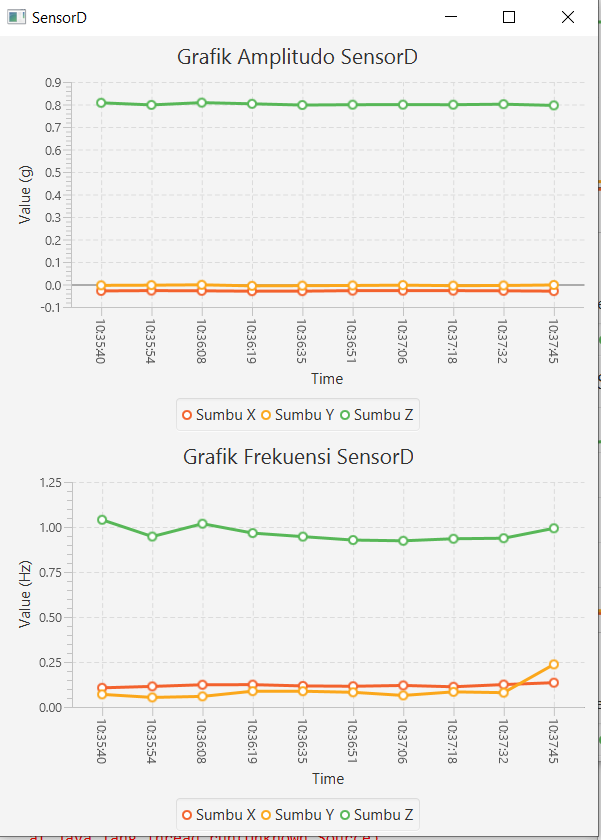 SensorD
Grafik Amplitudo SensorD
0.9
0.8
0.7
0.6
0.5
0.4
0.3
0.2
0.1
0.0
-0.1
Value (g)
10:35:40 10:35:54 10:36:08 10:36:19 10:36:35 10:36:51 10:37:06 10:37:18 10:37:32 10:37:45
Time
Sumbu X Sumbu Y Sumbu Z
Grafik Frekuensi SensorD
1.25
1.00
0.75
0.50
0.25
0.00
Value (Hz)
10:35:40 10:35:54 10:36:08 10:36:19 10:36:35 10:36:51 10:37:06 10:37:18 10:37:32 10:37:45
Time
Sumbu X Sumbu Y Sumbu Z